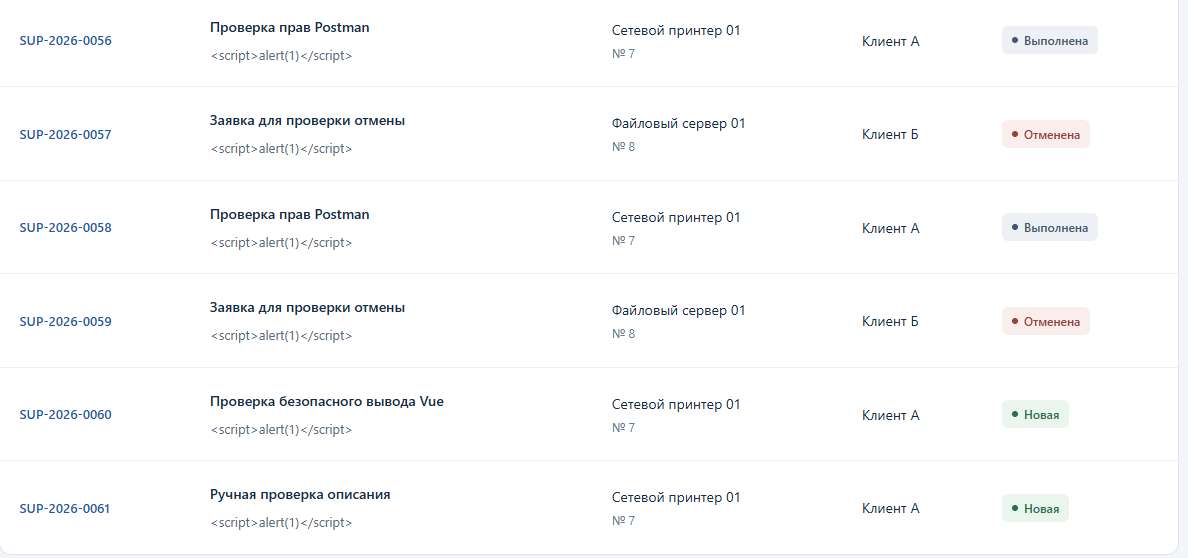 SUP-2026-0056
Проверка прав Postman
<script>alert(1)</script>
Сетевой принтер 01
№ 7
Клиент А
Выполнена
SUP-2026-0057
Заявка для проверки отмены
<script>alert(1)</script>
Файловый сервер 01
№ 8
Клиент Б
Отменена
SUP-2026-0058
Проверка прав Postman
<script>alert(1)</script>
Сетевой принтер 01
№ 7
Клиент А
Выполнена
SUP-2026-0059
Заявка для проверки отмены
<script>alert(1)</script>
Файловый сервер 01
№ 8
Клиент Б
Отменена
SUP-2026-0060
Проверка безопасного вывода Vue
<script>alert(1)</script>
Сетевой принтер 01
№ 7
Клиент А
Новая
SUP-2026-0061
Ручная проверка описания
<script>alert(1)</script>
Сетевой принтер 01
№ 7
Клиент А
Новая